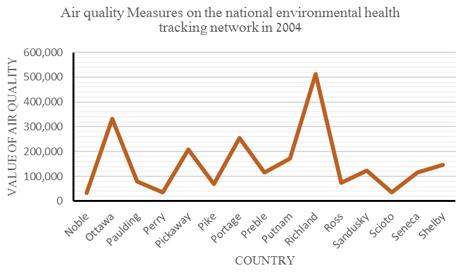 Air quality Measures on the national environmental health
tracking network in 2004
VALUE OF AIR QUALITY
600,000
500,000
400,000
300,000
200,000
100,000
0
Noble
Ottawa
Paulding
Perry
Pickaway
Pike
Portage
Preble
Putnam
Richland
Ross
Sandusky
Scioto
Seneca
Shelby
COUNTRY